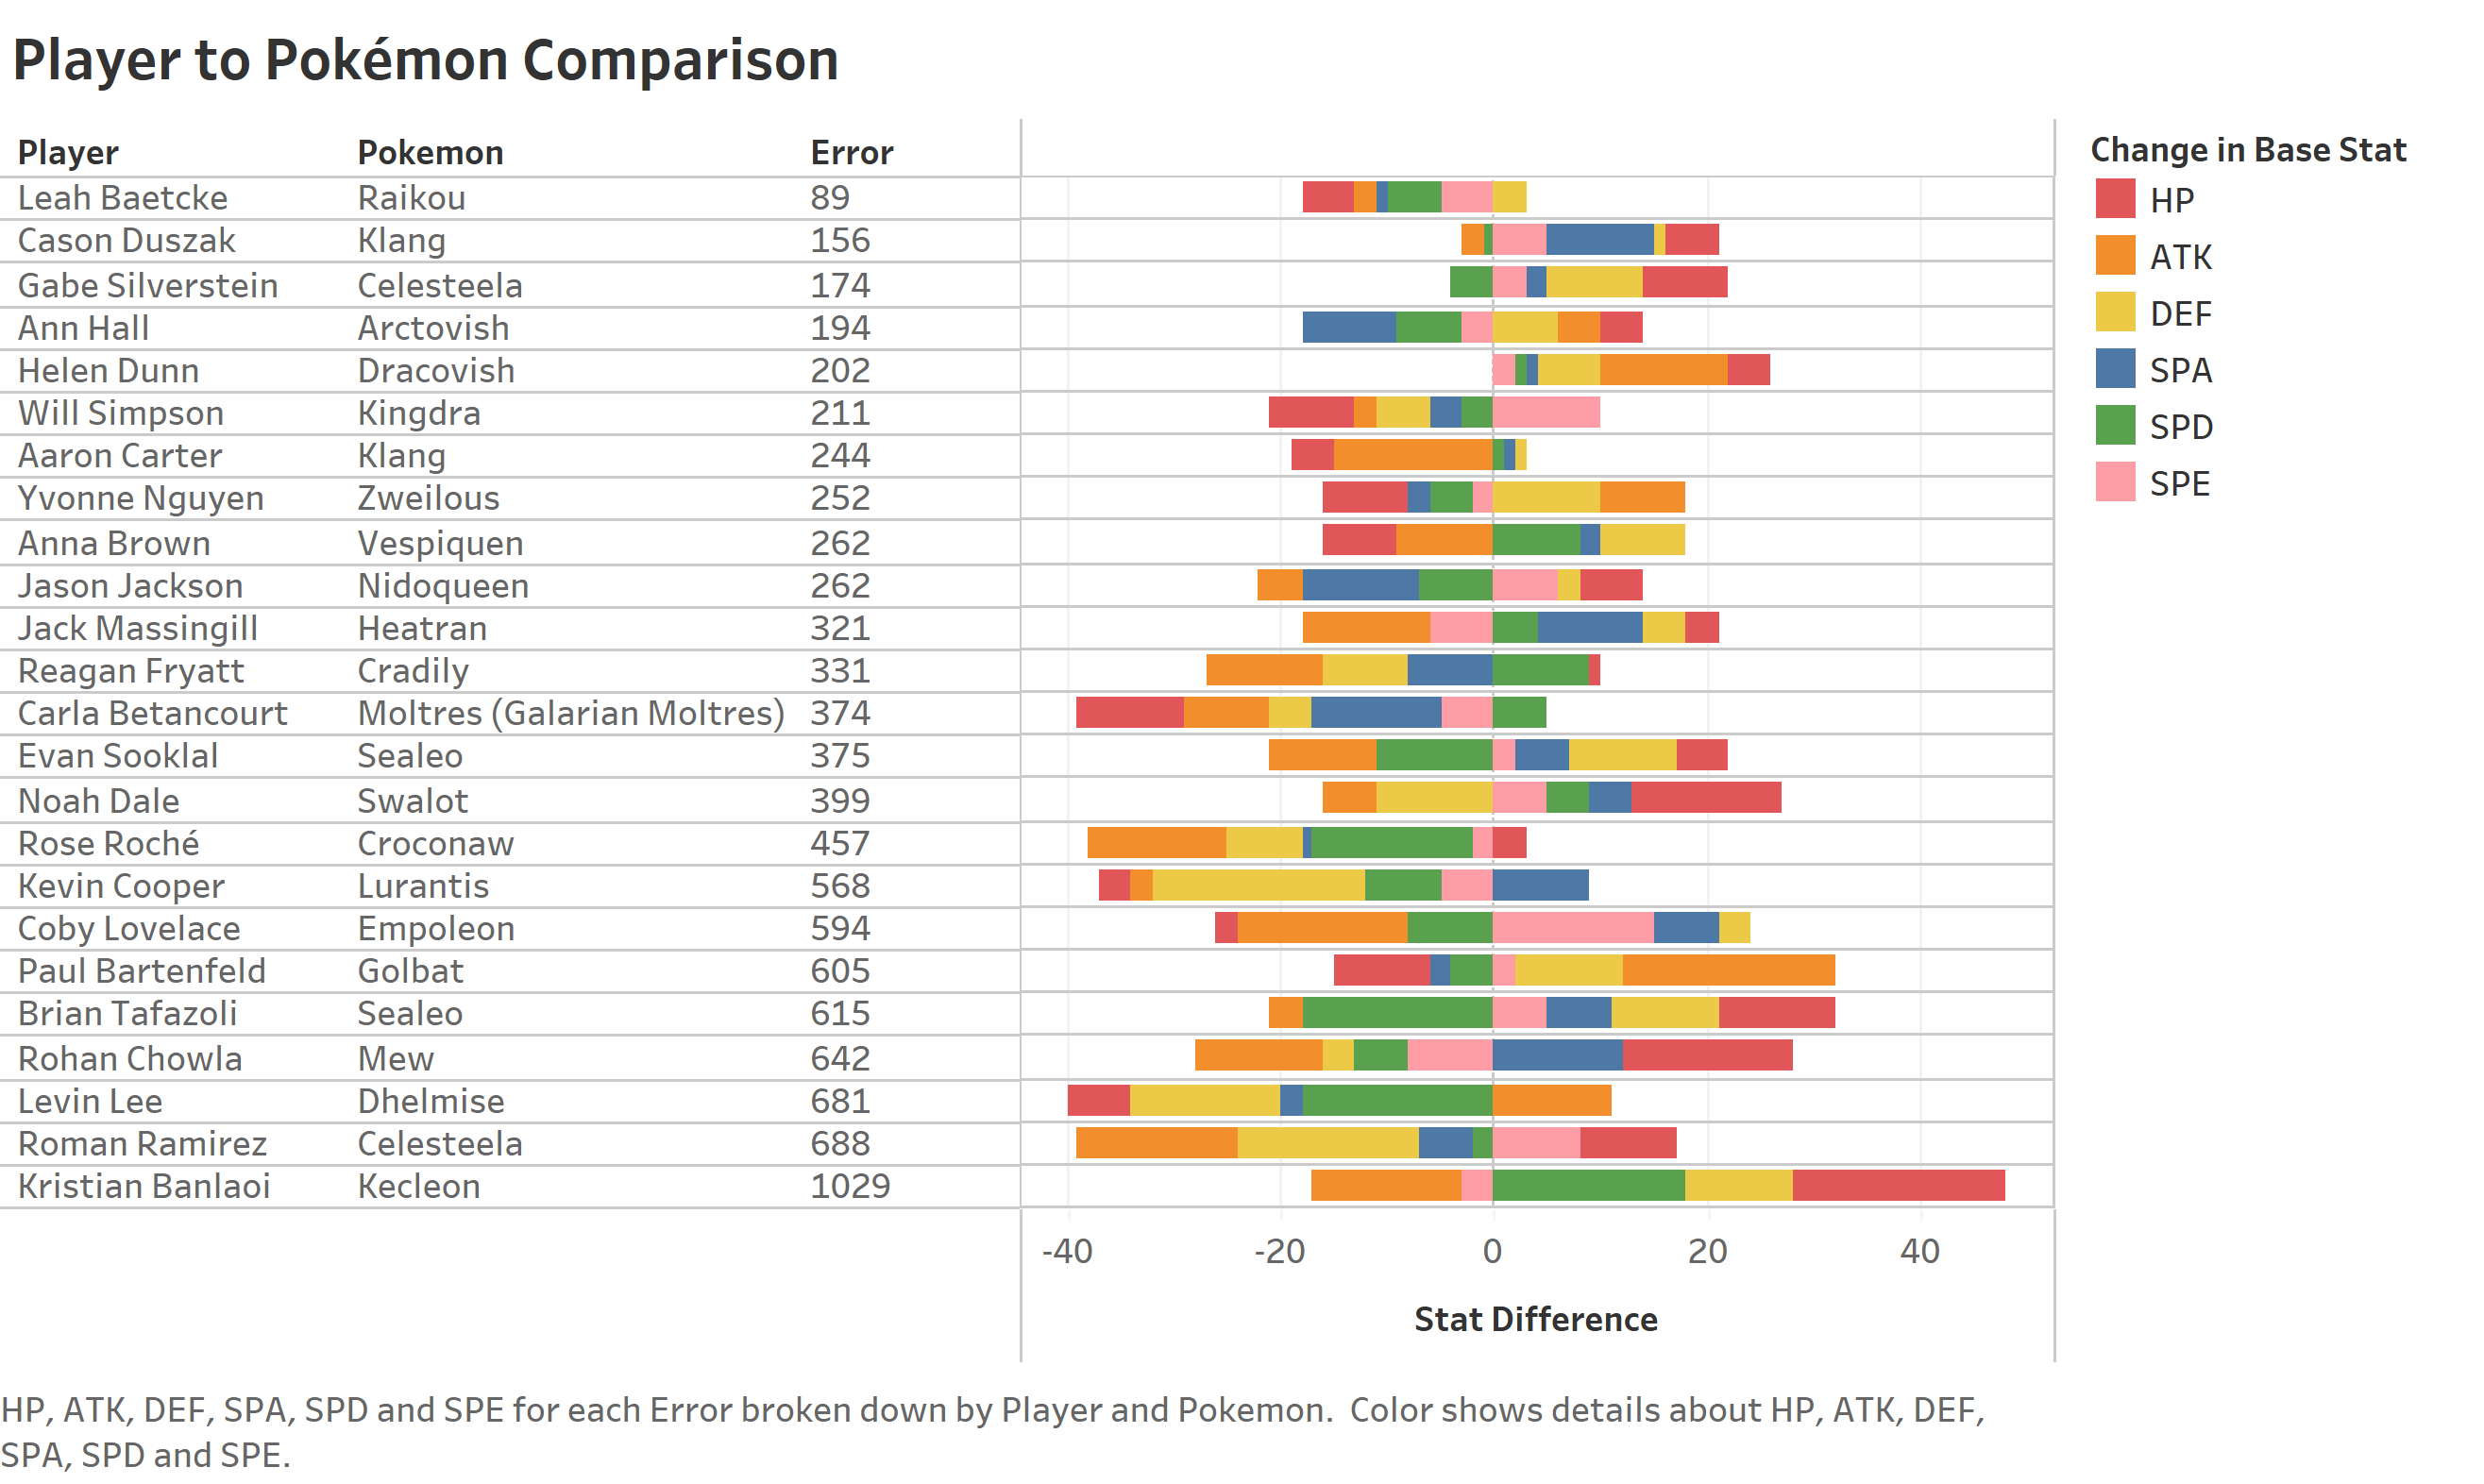 Player to Pokémon Comparison
Player Pokemon Error
Leah Baetcke Raikou 89
Cason Duszak Klang 156
Gabe Silverstein Celesteela 174
Ann Hall Arctovish 194
Helen Dunn Dracovish 202
Will Simpson Kingdra 211
Aaron Carter Klang 244
Yvonne Nguyen Zweilous 252
Anna Brown Vespiquen 262
Jason Jackson Nidoqueen 262
Jack Massingill Heatran 321
Reagan Fryatt Cradily 331
Carla Betancourt Moltres (Galarian Moltres) 374
Evan Sooklal Sealeo 375
Noah Dale Swalot 399
Rose Roché Croconaw 457
Kevin Cooper Lurantis 568
Coby Lovelace Empoleon 594
Paul Bartenfeld Golbat 605
Brian Tafazoli Sealeo 615
Rohan Chowla Mew 642
Levin Lee Dhelmise 681
Roman Ramirez Celesteela 688
Kristian Banlaoi Kecleon 1029
-40 -20 0 20 40
Stat Difference
Change in Base Stat
HP
ATK
DEF
SPA
SPD
SPE
HP, ATK, DEF, SPA, SPD and SPE for each Error broken down by Player and Pokemon. Color shows details about HP, ATK, DEF,
SPA, SPD and SPE.